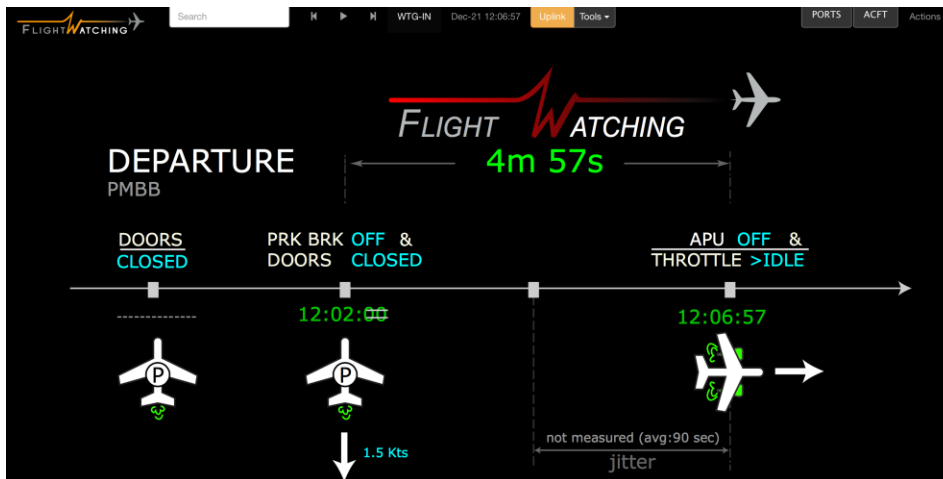 FLIGHTWATCHING
Search
WTG-IN
Dec-21 12:06:57
Uplink
Tools
PORTS
ACFT
Actions
FLIGHT WATCHING
DEPARTURE
PMBB
4m 57s
DOORS
CLOSED
PRK BRK OFF &
DOORS CLOSED
APU OFF &
THROTTLE >IDLE
--------------
12:02:00
12:06:57
P
P
1.5 Kts
not measured (avg:90 sec)
jitter